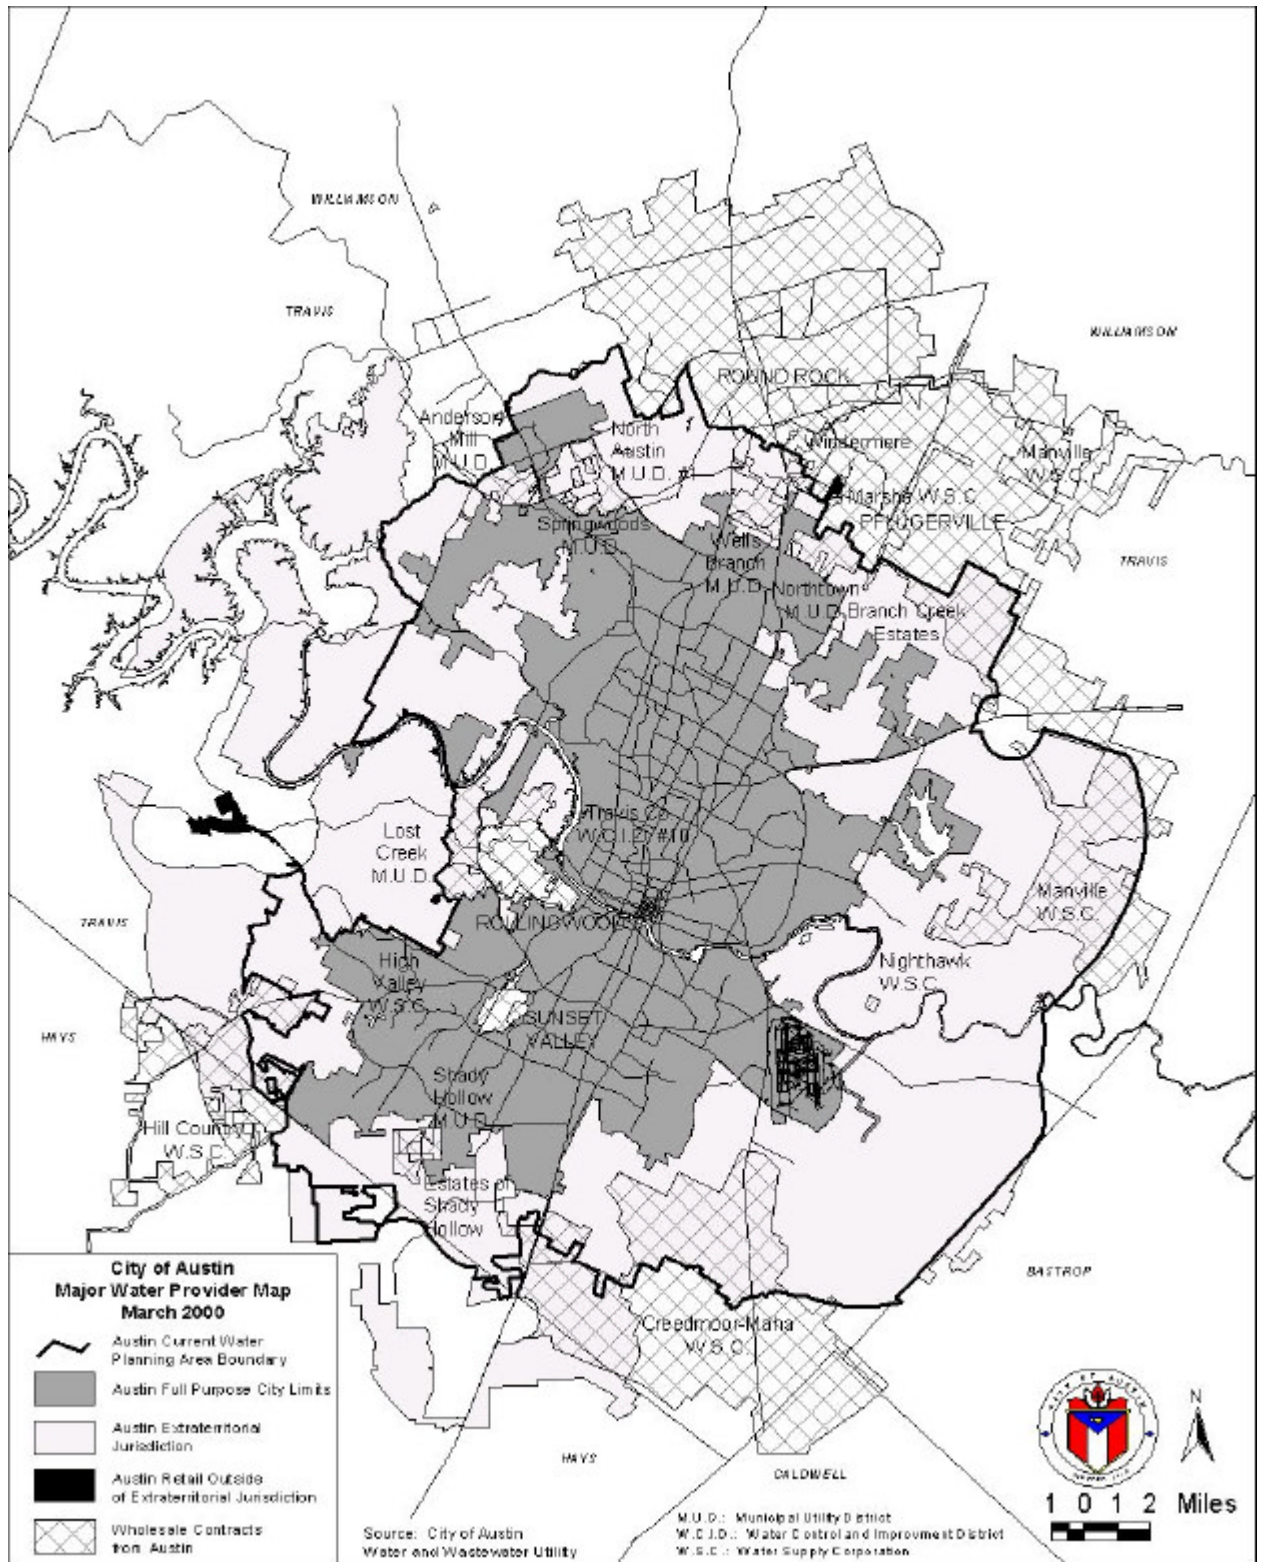 WILLIAMSON
TRAVIS
WILLIAMSON
ROUND ROCK
Anderson
Mill
M.U.D.
North
Austin
M.U.D. #1
Windermere
Manville
W.S.C.
Marsha W.S.C.
PFLUGERVILLE
Springwoods
M.U.D.
Wells
Branch
M.U.D.
TRAVIS
Northtown
M.U.D.
Branch Creek
Estates
Travis Co
W.C.I.D. #10
Lost
Creek
M.U.D.
Manville
W.S.C.
TRAVIS
ROLLINGWOOD
High
Valley
W.S.C.
Nighthawk
W.S.C.
SUNSET
VALLEY
HAYS
Shady
Hollow
M.U.D.
Hill Country
W.S.C.
Estates of
Shady
Hollow
BASTROP
Creedmoor-Maha
W.S.C.
HAYS
CALDWELL
City of Austin
Major Water Provider Map
March 2000
Austin Current Water
Planning Area Boundary
Austin Full Purpose City Limits
Austin Extraterritorial
Jurisdiction
Austin Retail Outside
of Extraterritorial Jurisdiction
Wholesale Contracts
from Austin
Source: City of Austin
Water and Wastewater Utility
M.U.D.: Municipal Utility District
W.C.I.D.: Water Control and Improvment District
W.S.C.: Water Supply Corporation
CITY OF AUSTIN
N
1 0 1 2 Miles